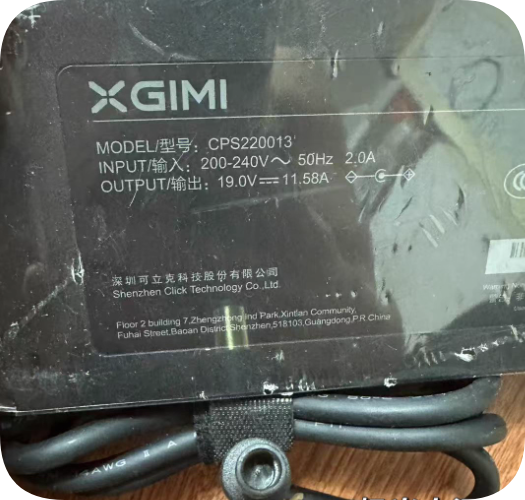 XGIMI
MODEL/型号: CPS220013
INPUT/输入: 200-240V～ 50Hz 2.0A
OUTPUT/输出: 19.0V⎓11.58A
深圳可立克科技股份有限公司
Shenzhen Click Technology Co.,Ltd.
Floor 2 building 7,Zhengzhong Ind Park,Xintian Community,
Fuhai Street,Baoan District,Shenzhen,518103,Guangdong,P.R China
AWG